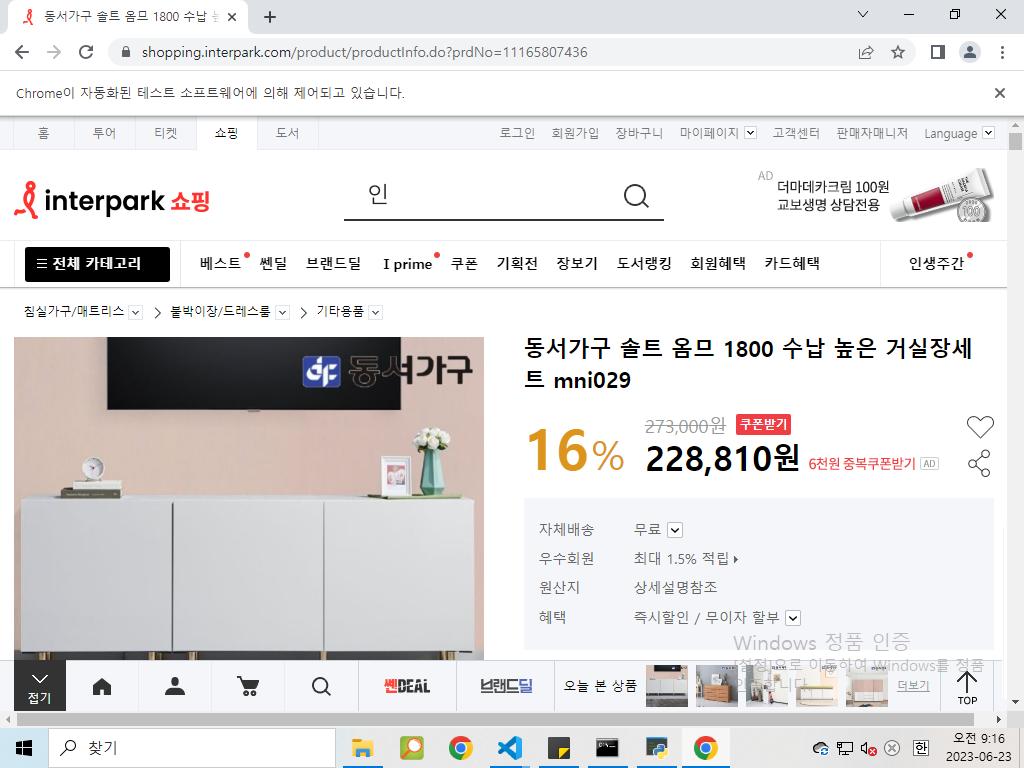 동서가구 솔트 옴므 1800 수납 높
shopping.interpark.com/product/productInfo.do?prdNo=11165807436
Chrome이 자동화된 테스트 소프트웨어에 의해 제어되고 있습니다.
홈 투어 티켓 쇼핑 도서 로그인 회원가입 장바구니 마이페이지 고객센터 판매자매니저 Language
interpark 쇼핑 인
AD 더마데카크림 100원
교보생명 상담전용
전체 카테고리 베스트 쎈딜 브랜드딜 I prime 쿠폰 기획전 장보기 도서랭킹 회원혜택 카드혜택 인생주간
침실가구/매트리스 붙박이장/드레스룸 기타용품
동서가구
동서가구 솔트 옴므 1800 수납 높은 거실장세
트 mni029
16% 273,000원 쿠폰받기
228,810원 6천원 중복쿠폰받기 AD
자체배송 무료
우수회원 최대 1.5% 적립
원산지 상세설명참조
혜택 즉시할인 / 무이자 할부
Windows 정품 인증
[설정]으로 이동하여 Windows를 정품
접기 쎈DEAL 브랜드딜 오늘 본 상품 더보기 TOP
찾기
한 오전 9:16
2023-06-23